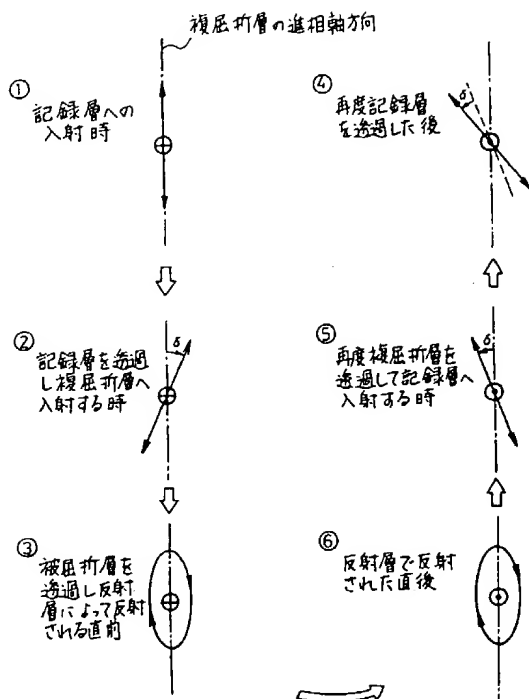 複屈折層の進相軸方向
①
記録層への
入射時
②
記録層を透過
し複屈折層へ
入射する時
δ
③
被屈折層を
透過し反射
層によって反射
される直前
④
再度記録層
を透過した後
δ
⑤
再度複屈折層を
透過して記録層へ
入射する時
δ
⑥
反射層で反射
された直後